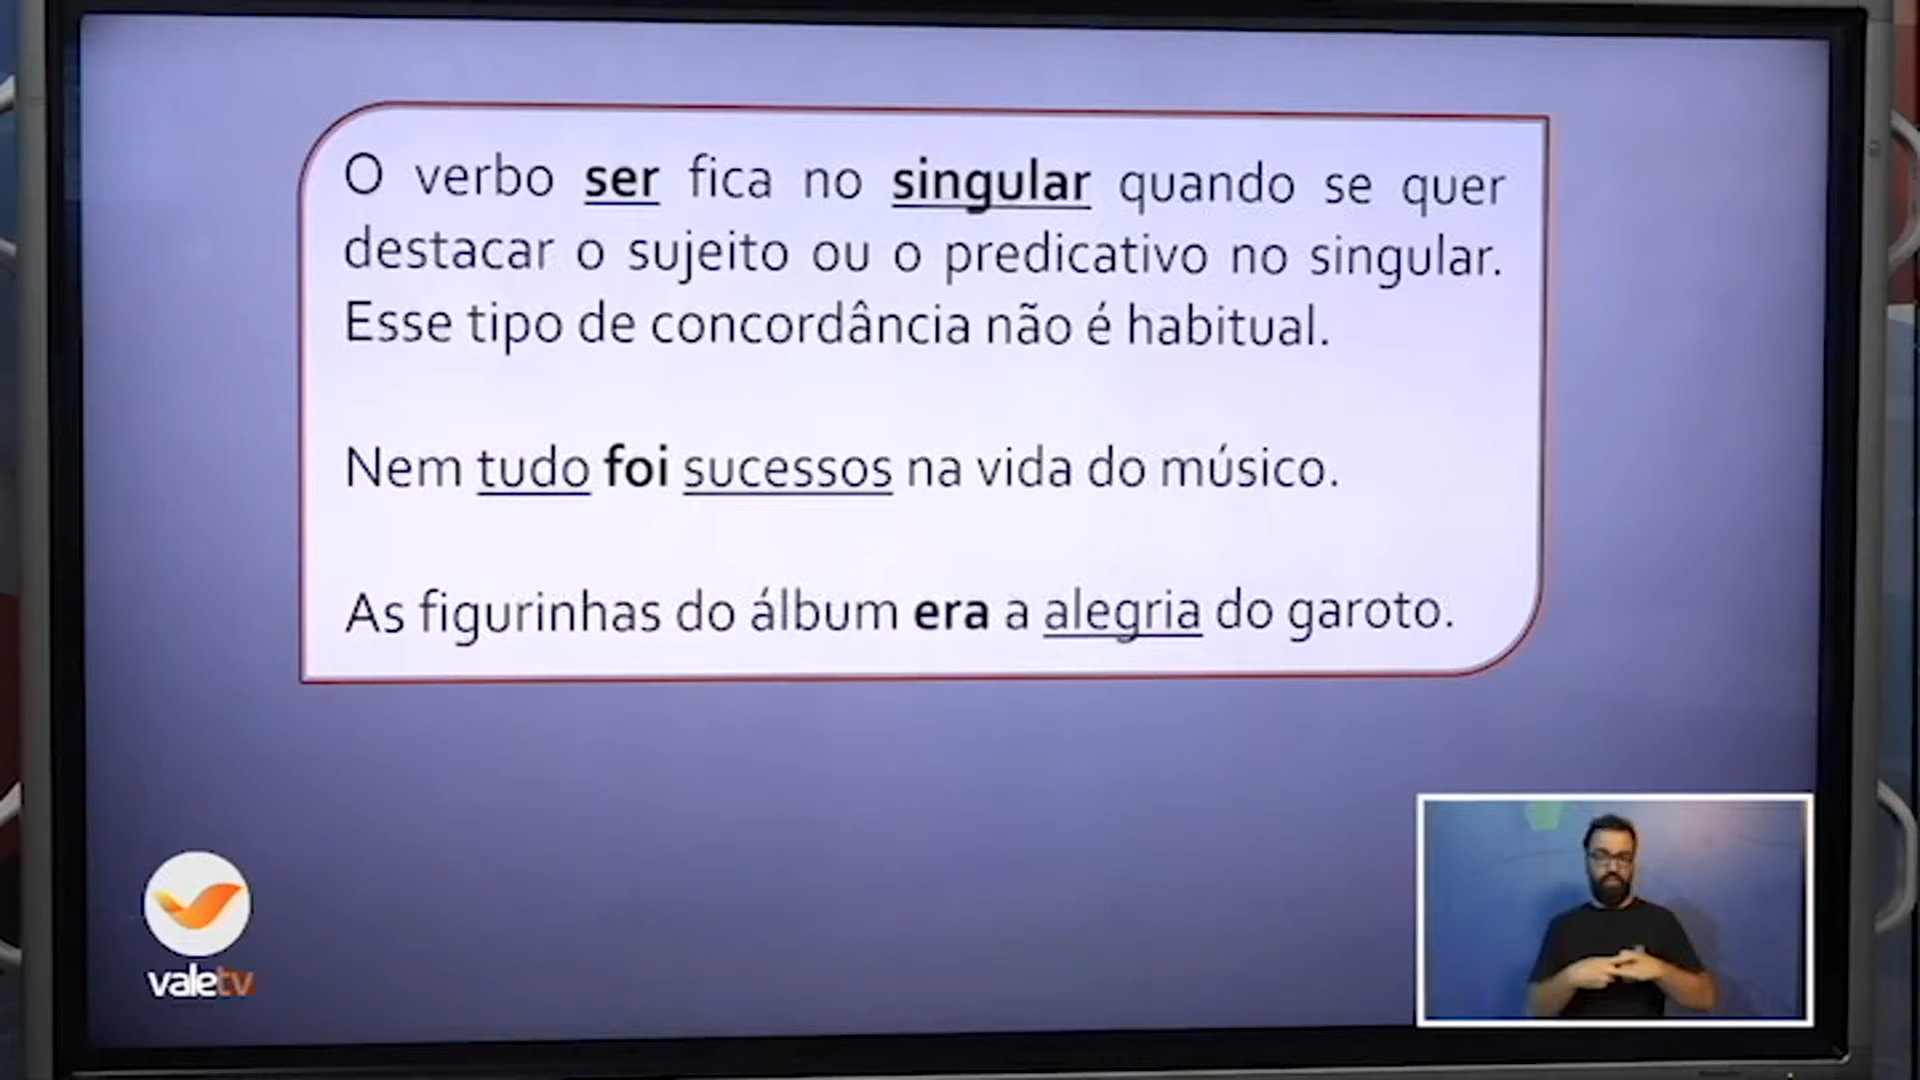 O verbo ser fica no singular quando se quer
destacar o sujeito ou o predicativo no singular.
Esse tipo de concordância não é habitual.
Nem tudo foi sucessos na vida do músico.
As figurinhas do álbum era a alegria do garoto.
valetv